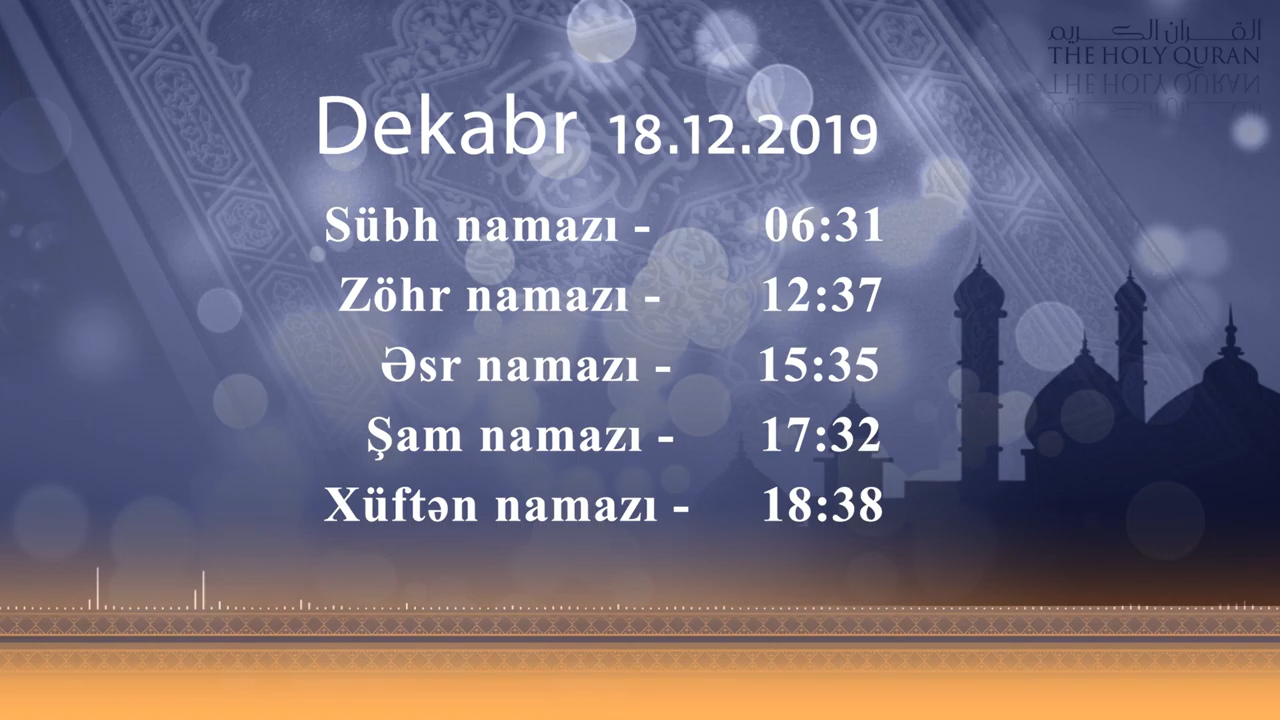 القرآن الكريم
THE HOLY QURAN
Dekabr 18.12.2019
Sübh namazı - 06:31
Zöhr namazı - 12:37
Əsr namazı - 15:35
Şam namazı - 17:32
Xüftən namazı - 18:38